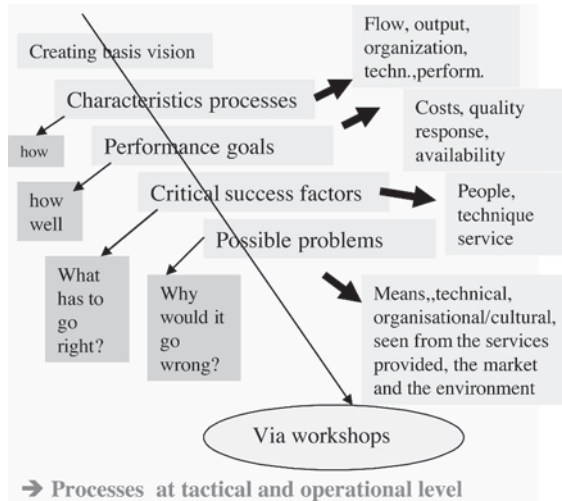 Creating basis vision
Flow, output,
organization,
techn.,perform.
Characteristics processes
how
Costs, quality
response,
availability
Performance goals
how
well
Critical success factors
People,
technique
service
Possible problems
What
has to
go
right?
Why
would it
go
wrong?
Means,,technical,
organisational/cultural,
seen from the services
provided, the market
and the environment
Via workshops
➔ Processes at tactical and operational level